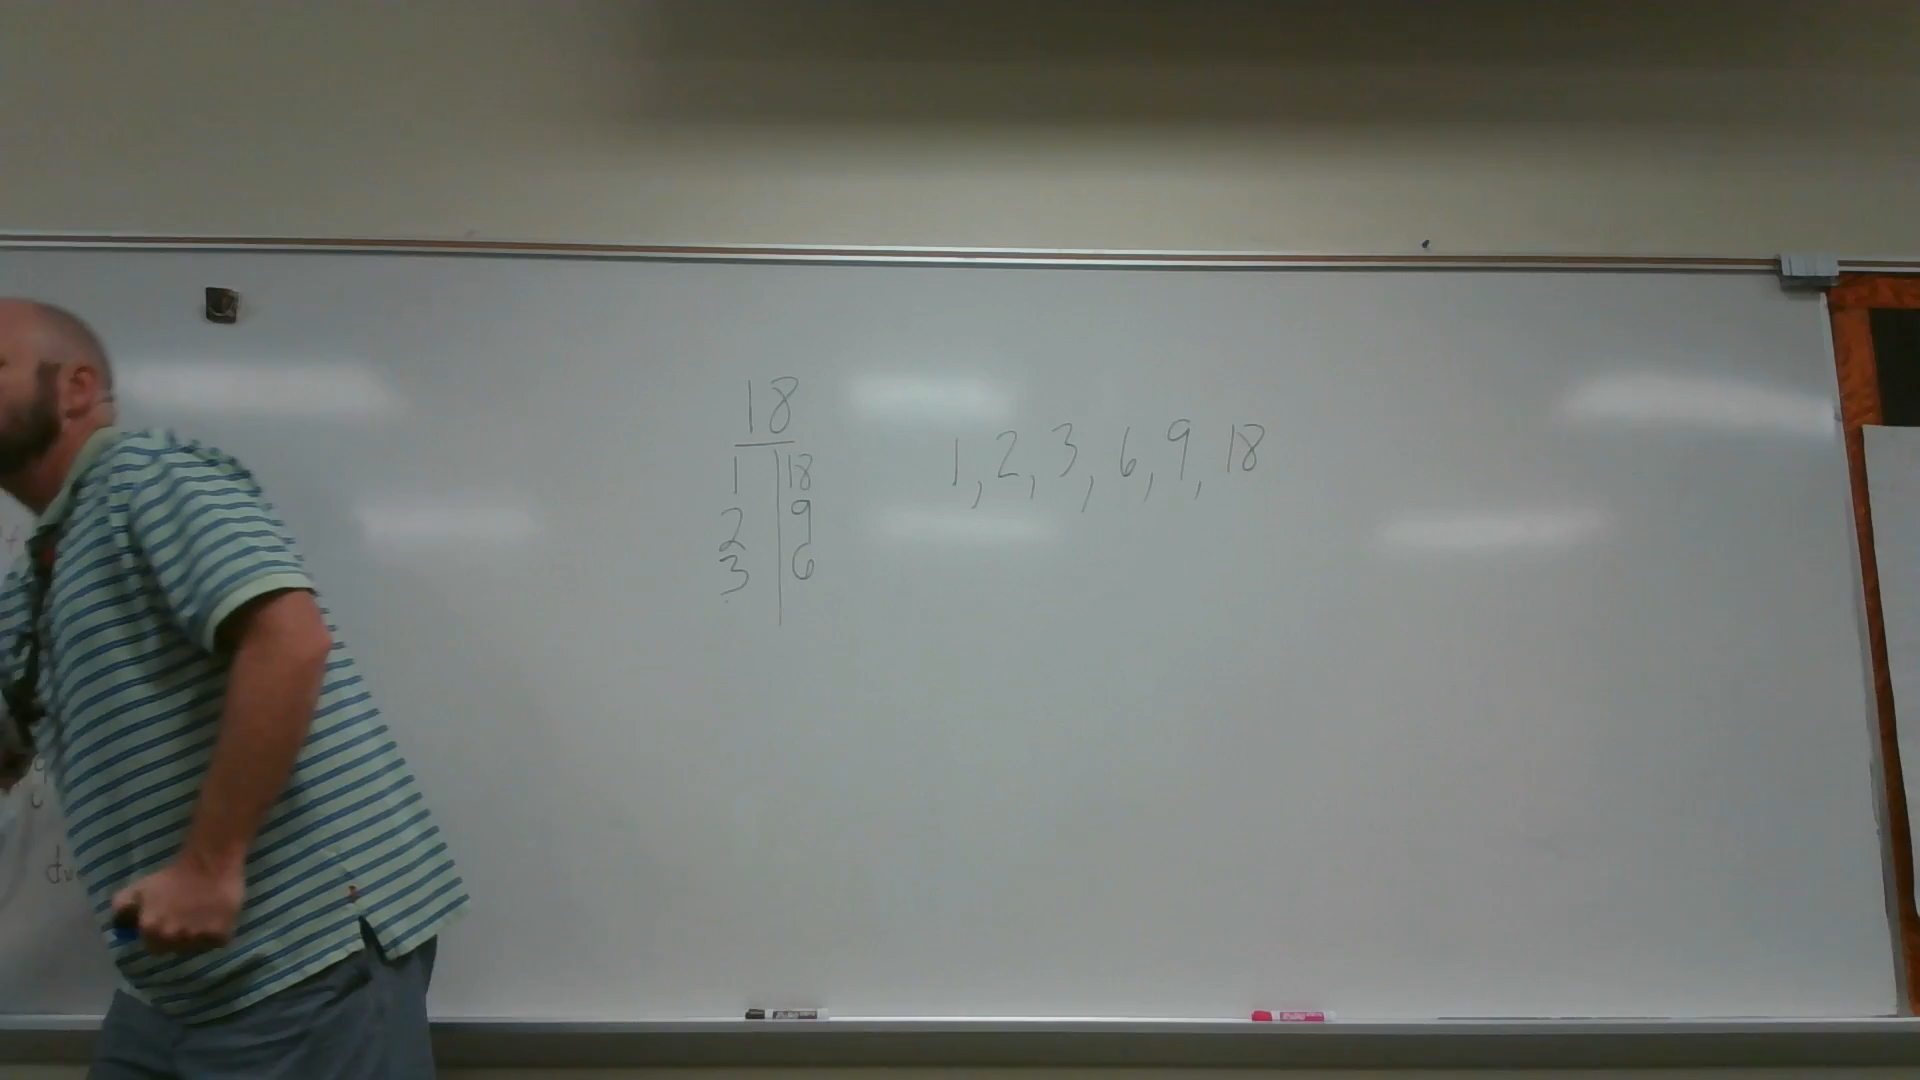 18
1 | 18
2 | 9
3 | 6
1, 2, 3, 6, 9, 18